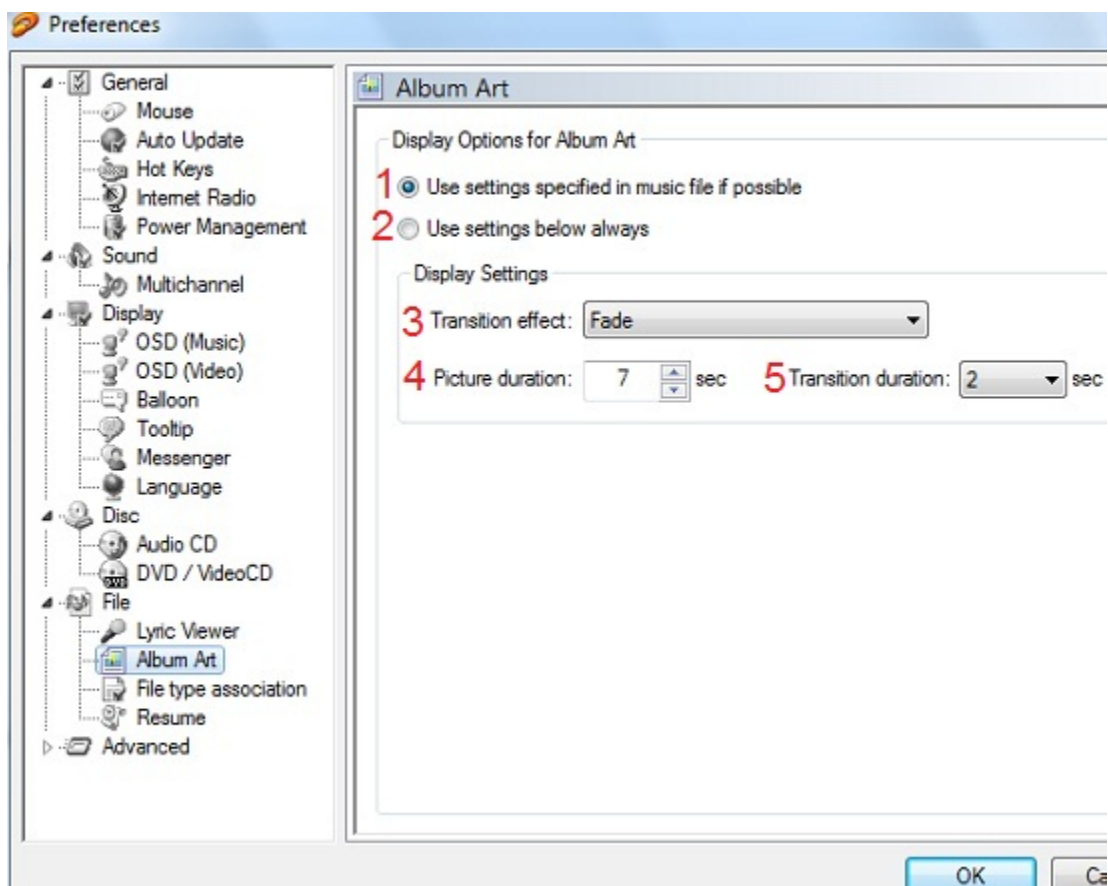 Preferences
General
Mouse
Auto Update
Hot Keys
Internet Radio
Power Management
Sound
Multichannel
Display
OSD (Music)
OSD (Video)
Balloon
Tooltip
Messenger
Language
Disc
Audio CD
DVD / VideoCD
File
Lyric Viewer
Album Art
File type association
Resume
Advanced
Album Art
Display Options for Album Art
1 Use settings specified in music file if possible
2 Use settings below always
Display Settings
3 Transition effect: Fade
4 Picture duration: 7 sec 5 Transition duration: 2 sec
OK Ca